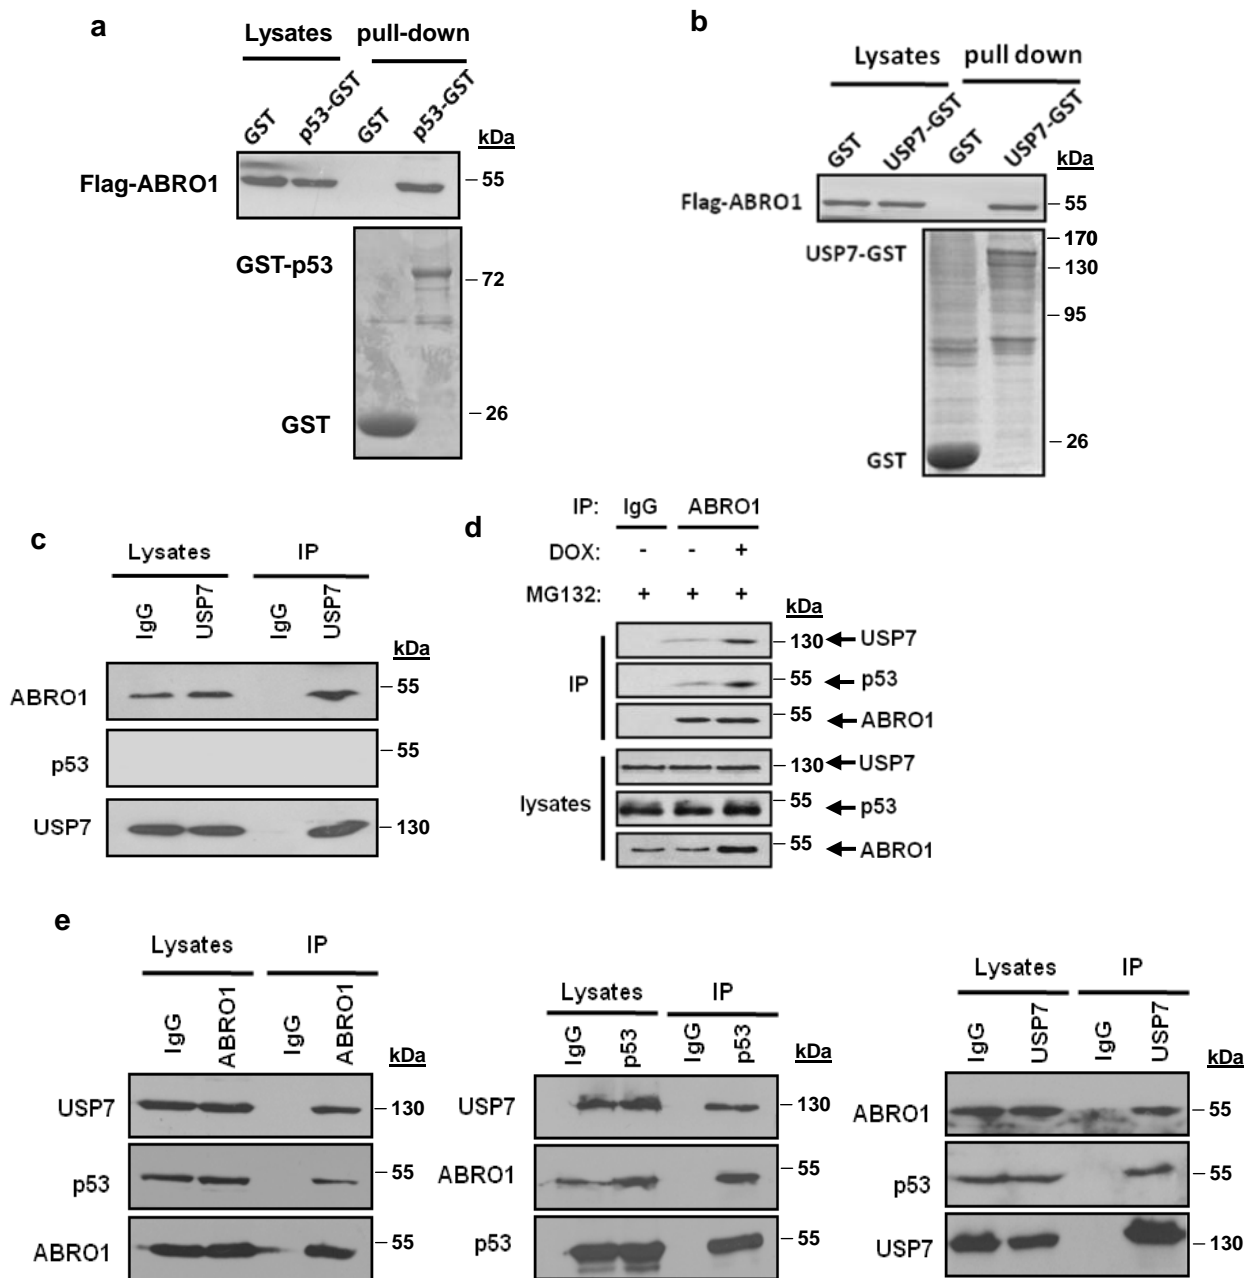 a
Lysates pull-down
GST p53-GST GST p53-GST
kDa
Flag-ABRO1
55
GST-p53
72
26
GST
b
Lysates pull down
GST USP7-GST GST USP7-GST
kDa
Flag-ABRO1
55
USP7-GST
170
130
95
26
GST
c
Lysates IP
IgG USP7 IgG USP7
kDa
ABRO1 55
p53 55
USP7 130
d
IP: IgG ABRO1
DOX: - - +
MG132: + + +
kDa
IP
130 USP7
55 p53
55 ABRO1
lysates
130 USP7
55 p53
55 ABRO1
e
Lysates IP
IgG ABRO1 IgG ABRO1
kDa
USP7 130
p53 55
ABRO1 55
Lysates IP
IgG p53 IgG p53
kDa
USP7 130
ABRO1 55
p53 55
Lysates IP
IgG USP7 IgG USP7
kDa
ABRO1 55
p53 55
USP7 130